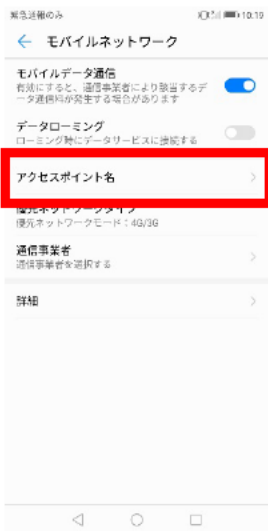 緊急速報のみ 10:19
モバイルネットワーク
モバイルデータ通信
有効にすると、通信事業者により該当するデ
ータ通信料が発生する場合があります
データローミング
ローミング時にデータサービスに接続する
アクセスポイント名
優先ネットワークタイプ
優先ネットワークモード：4G/3G
通信事業者
通信事業者を選択する
詳細